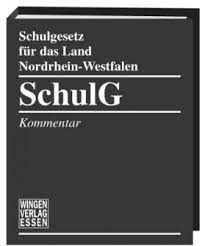 Schulgesetz
für das Land
Nordrhein-Westfalen
SchulG
Kommentar
WINGEN
VERLAG
ESSEN